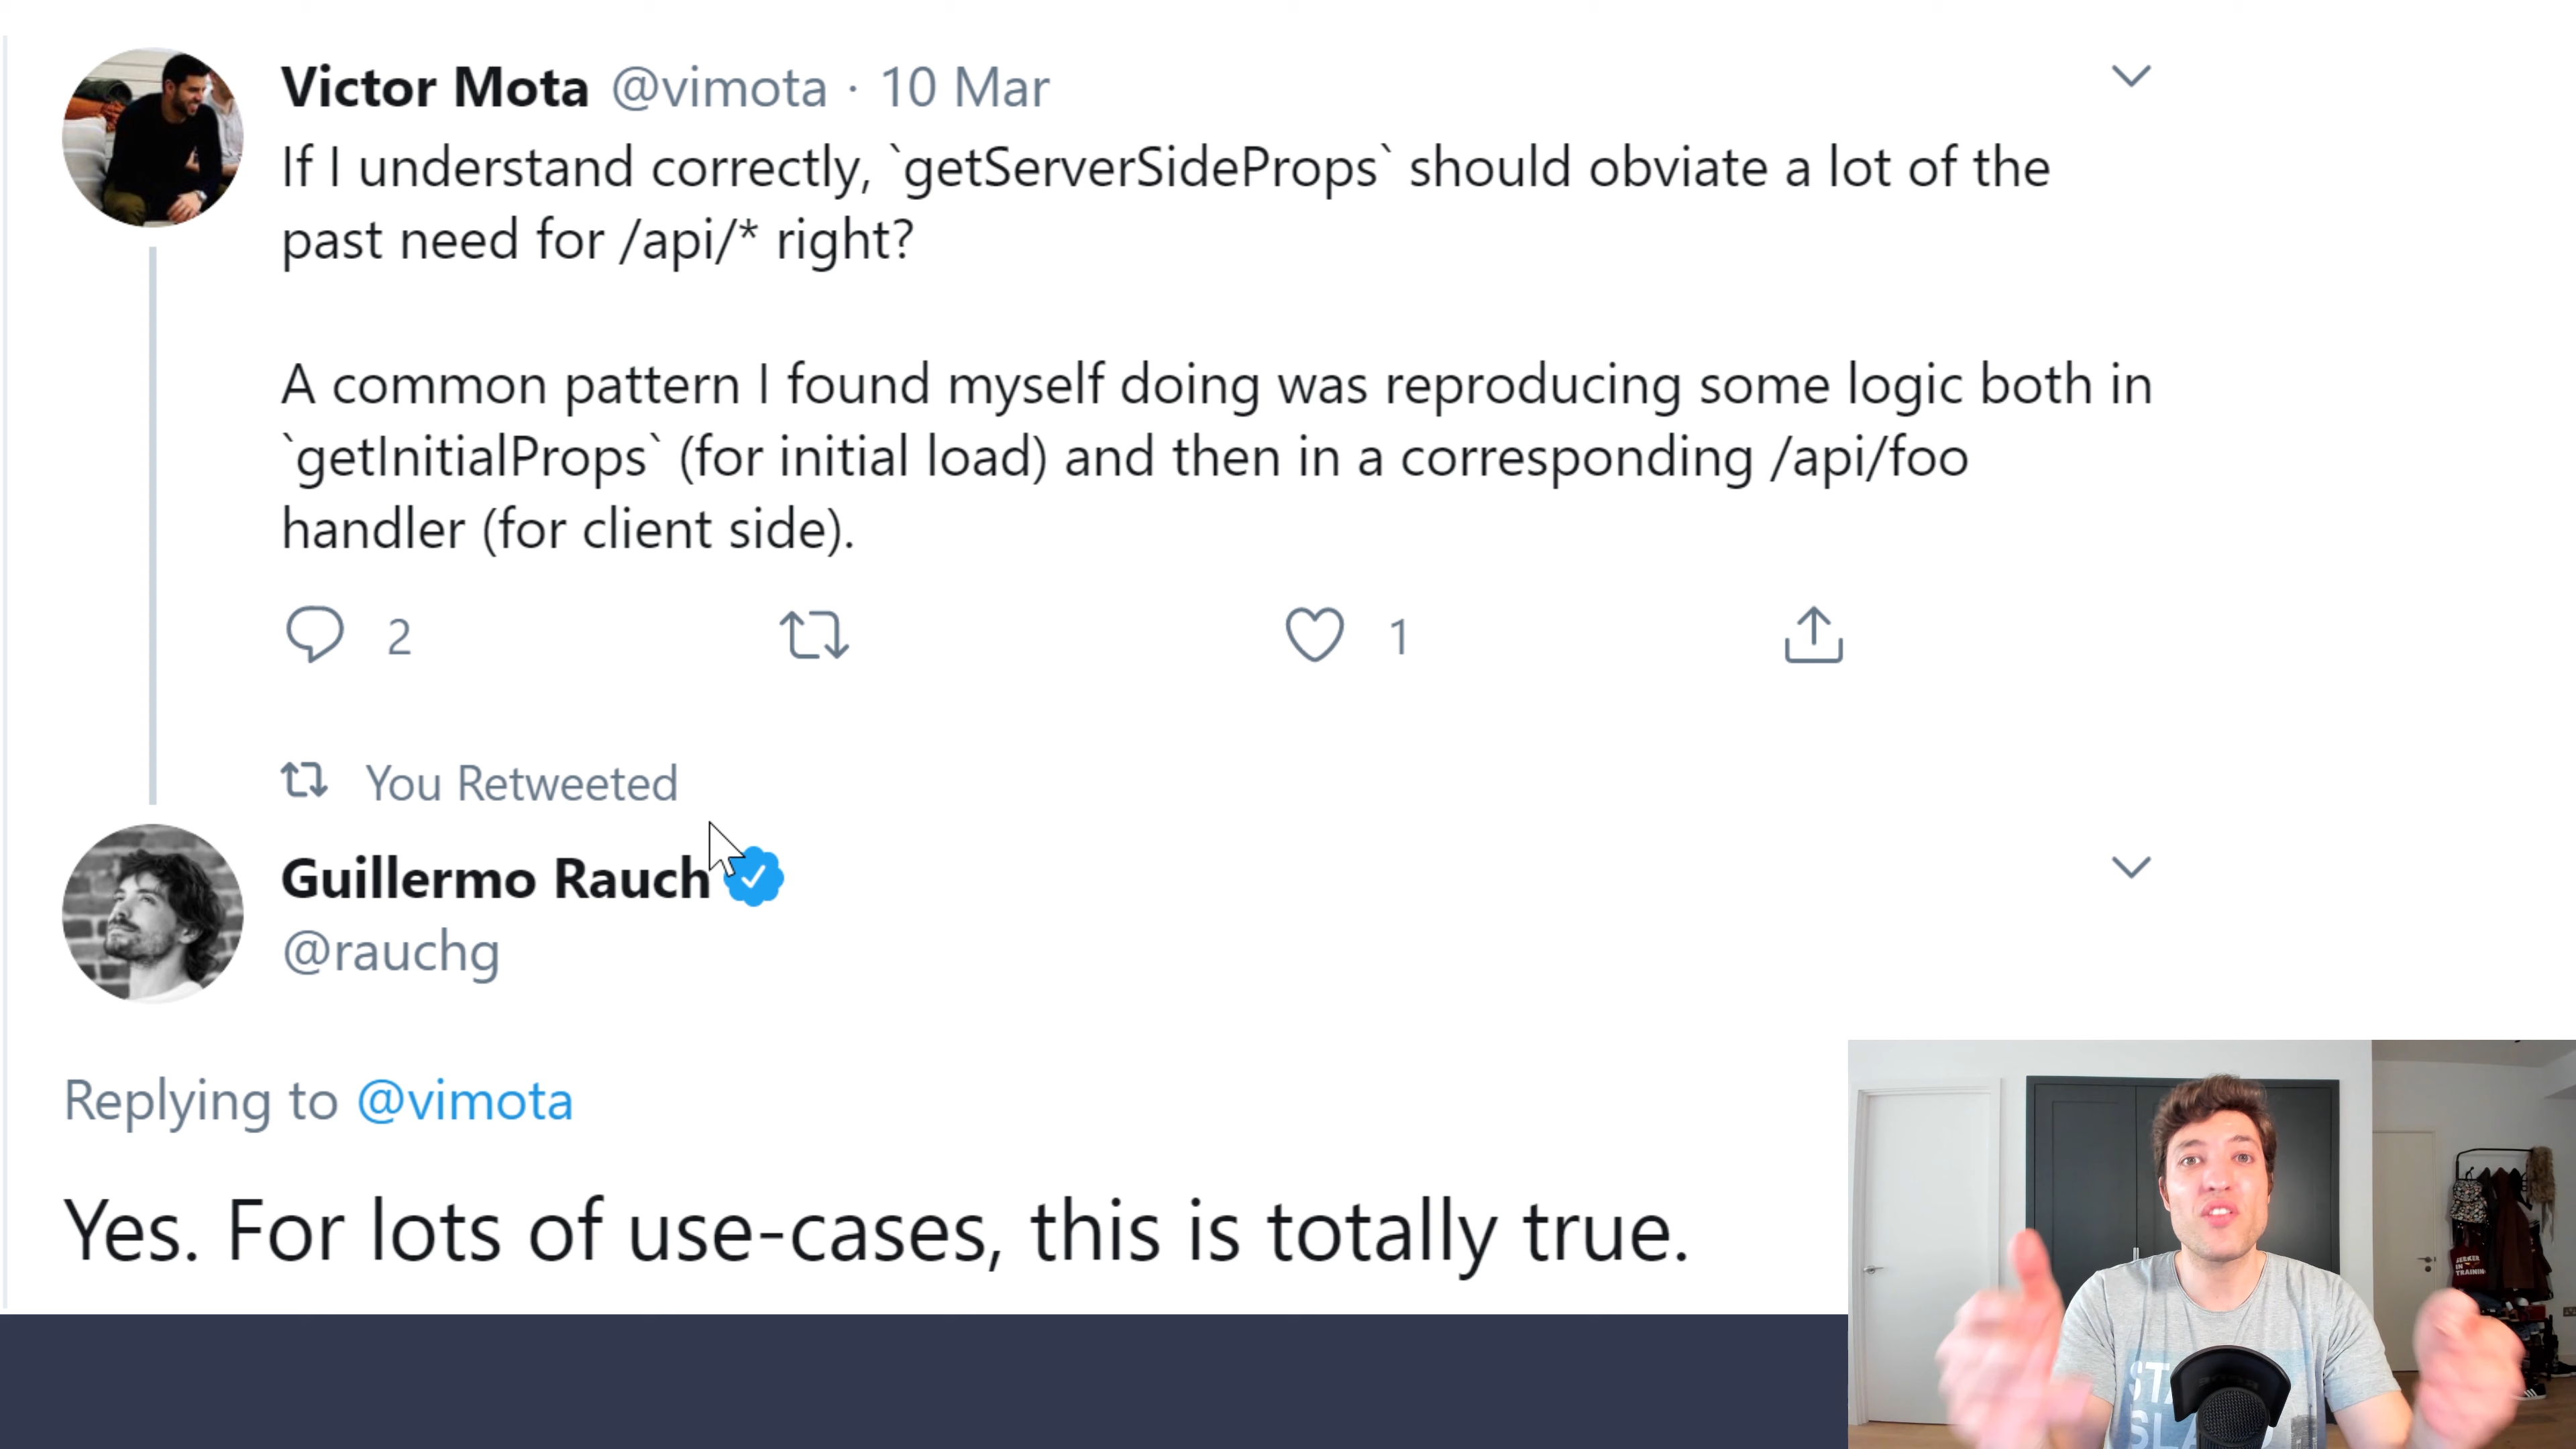 Victor Mota @vimota · 10 Mar
If I understand correctly, `getServerSideProps` should obviate a lot of the
past need for /api/* right?
A common pattern I found myself doing was reproducing some logic both in
`getInitialProps` (for initial load) and then in a corresponding /api/foo
handler (for client side).
2 1
You Retweeted
Guillermo Rauch
@rauchg
Replying to @vimota
Yes. For lots of use-cases, this is totally true.
IN
TRAINING